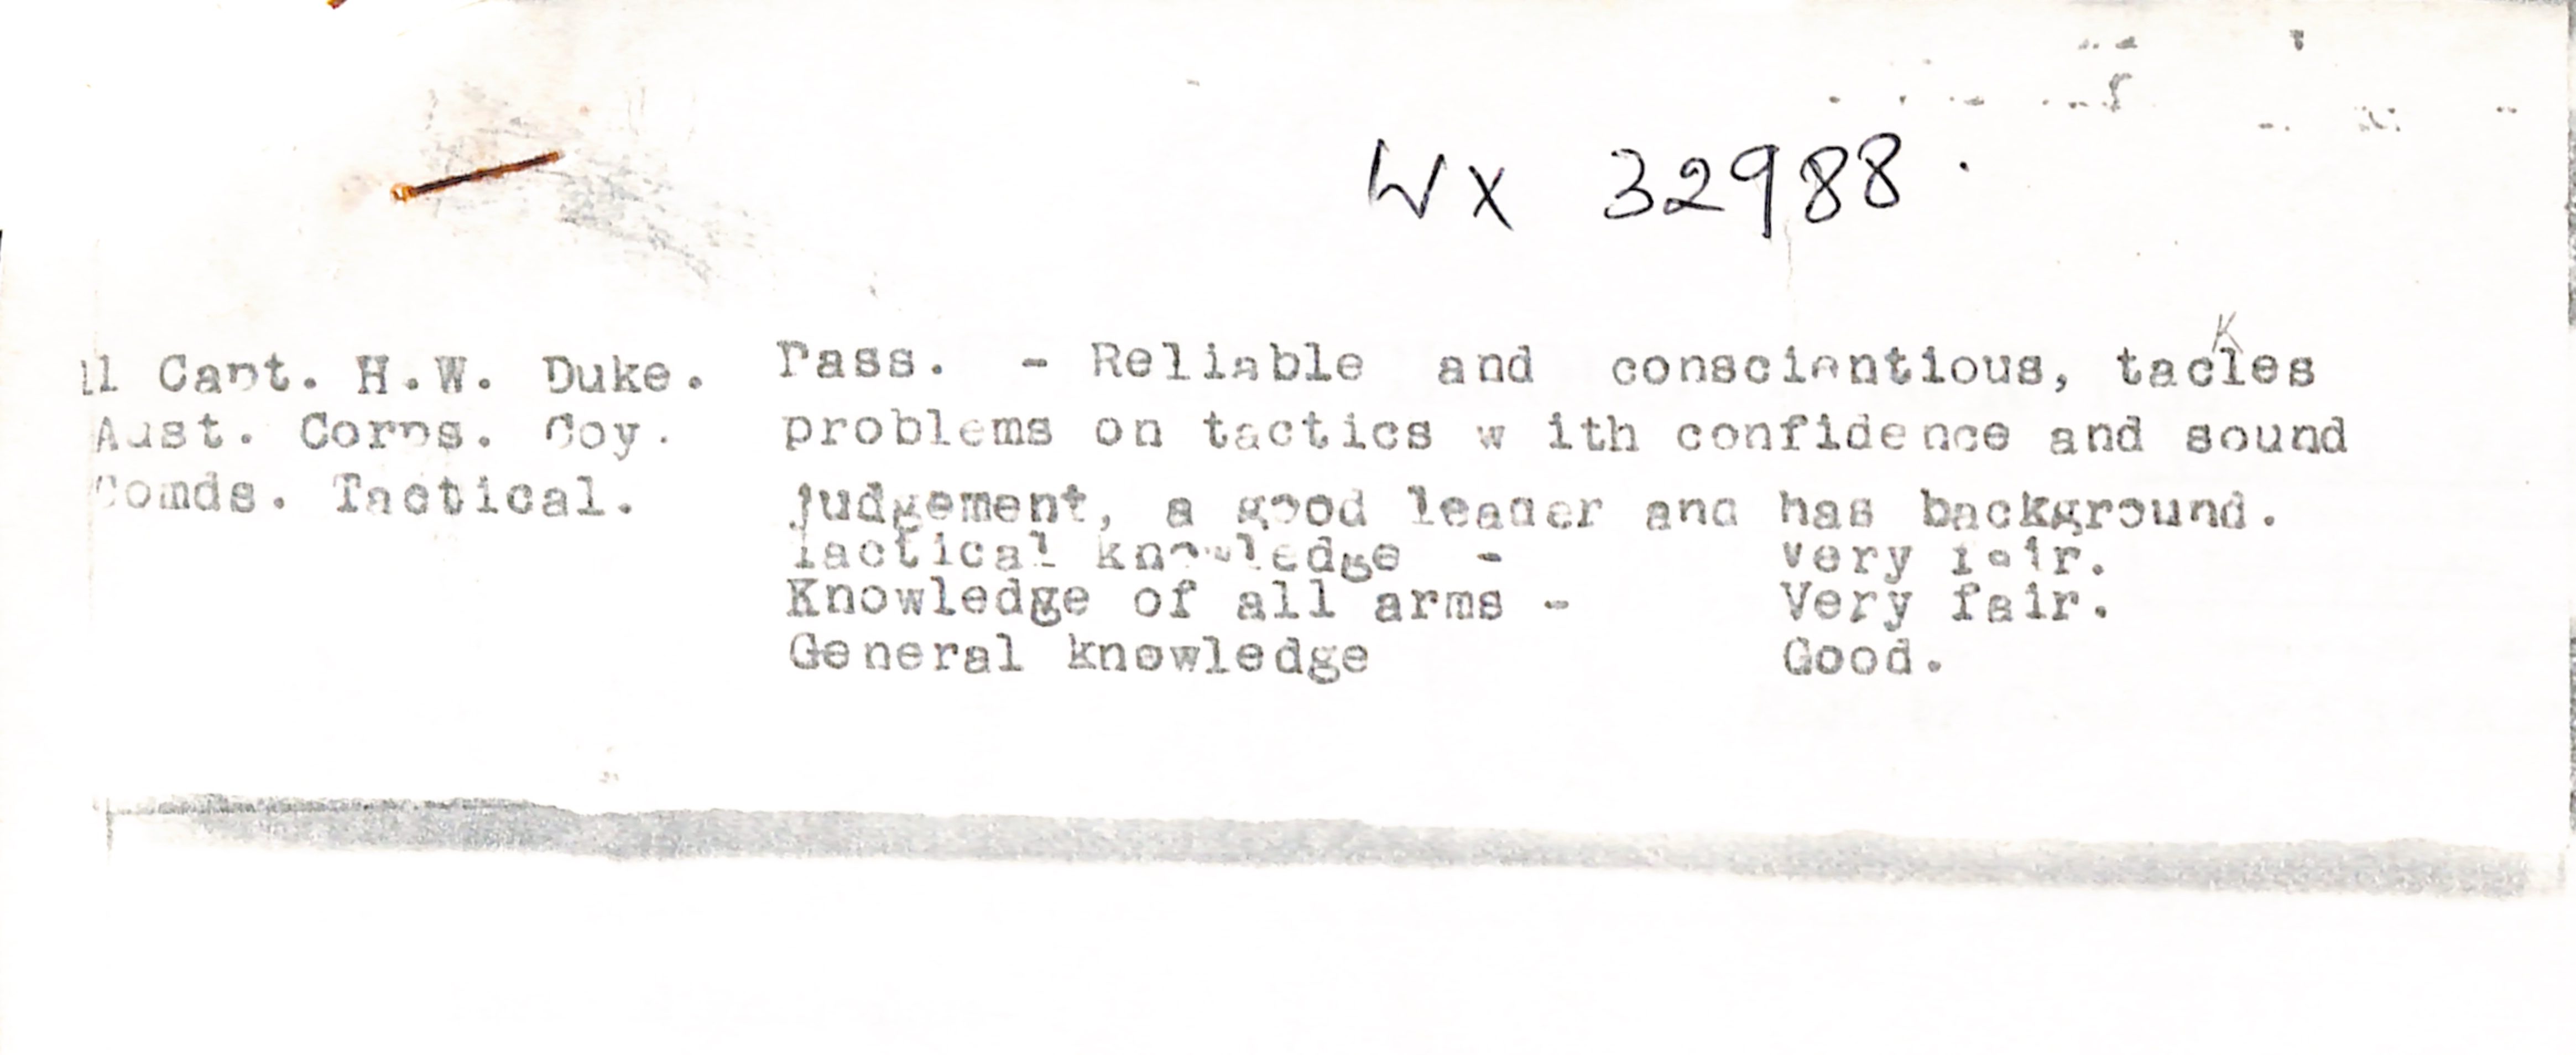 WX 32988.
11 Capt. H.W. Duke. Pass. - Reliable and conscientious, tackles
Aust. Corps. Coy. problems on tactics w ith confidence and sound
Comds. Tactical. judgement, a good leader and has background.
Tactical knowledge - Very fair.
Knowledge of all arms - Very fair.
General knowledge Good.